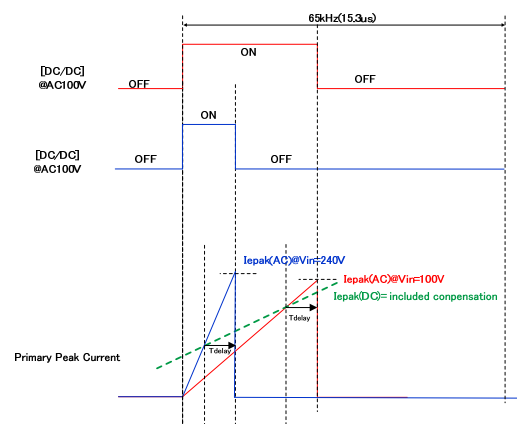 65kHz(15.3us)
ON
[DC/DC]
@AC100V
OFF
OFF
ON
[DC/DC]
@AC100V
OFF
OFF
Iepak(AC)@Vin=240V
Iepak(AC)@Vin=100V
Iepak(DC)= included conpensation
Tdelay
Tdelay
Primary Peak Current